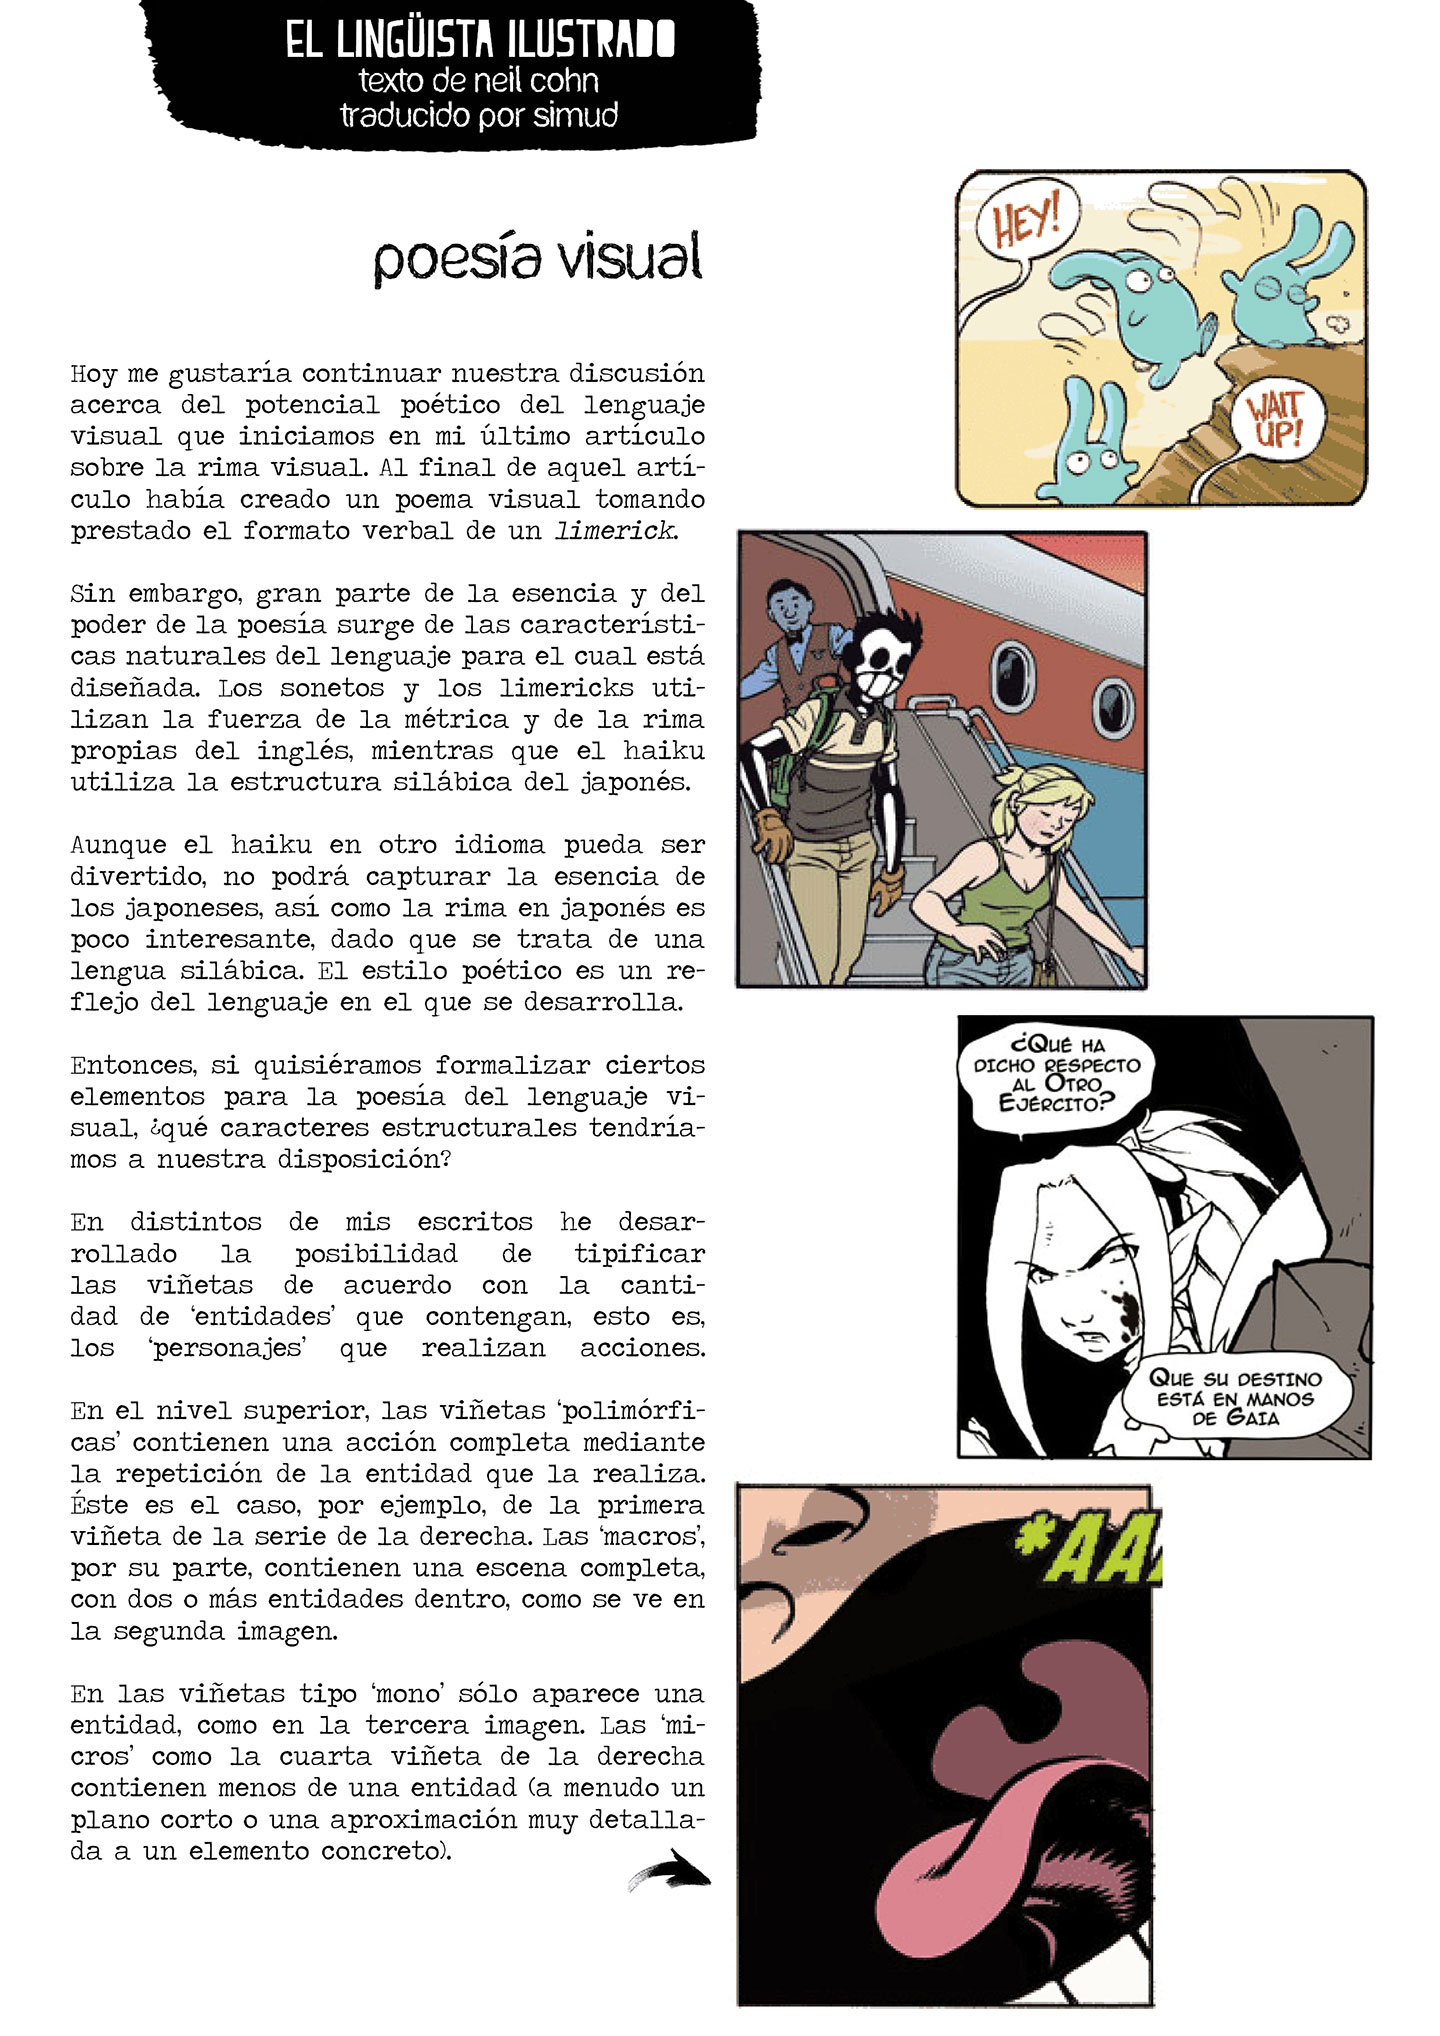 EL LINGÜISTA ILUSTRADO
texto de neil cohn
traducido por simud
poesía visual
Hoy me gustaría continuar nuestra discusión
acerca del potencial poético del lenguaje
visual que iniciamos en mi último artículo
sobre la rima visual. Al final de aquel artí-
culo había creado un poema visual tomando
prestado el formato verbal de un limerick.
Sin embargo, gran parte de la esencia y del
poder de la poesía surge de las característi-
cas naturales del lenguaje para el cual está
diseñada. Los sonetos y los limericks uti-
lizan la fuerza de la métrica y de la rima
propias del inglés, mientras que el haiku
utiliza la estructura silábica del japonés.
Aunque el haiku en otro idioma pueda ser
divertido, no podrá capturar la esencia de
los japoneses, así como la rima en japonés es
poco interesante, dado que se trata de una
lengua silábica. El estilo poético es un re-
flejo del lenguaje en el que se desarrolla.
Entonces, si quisiéramos formalizar ciertos
elementos para la poesía del lenguaje vi-
sual, ¿qué caracteres estructurales tendría-
mos a nuestra disposición?
En distintos de mis escritos he desar-
rollado la posibilidad de tipificar
las viñetas de acuerdo con la canti-
dad de ‘entidades’ que contengan, esto es,
los ‘personajes’ que realizan acciones.
En el nivel superior, las viñetas ‘polimórfi-
cas’ contienen una acción completa mediante
la repetición de la entidad que la realiza.
Éste es el caso, por ejemplo, de la primera
viñeta de la serie de la derecha. Las ‘macros’,
por su parte, contienen una escena completa,
con dos o más entidades dentro, como se ve en
la segunda imagen.
En las viñetas tipo ‘mono’ sólo aparece una
entidad, como en la tercera imagen. Las ‘mi-
cros’ como la cuarta viñeta de la derecha
contienen menos de una entidad (a menudo un
plano corto o una aproximación muy detalla-
da a un elemento concreto).
HEY!
WAIT
UP!
¿QUÉ HA
DICHO RESPECTO
AL OTRO
EJÉRCITO?
QUE SU DESTINO
ESTÁ EN MANOS
DE GAIA
*AAA